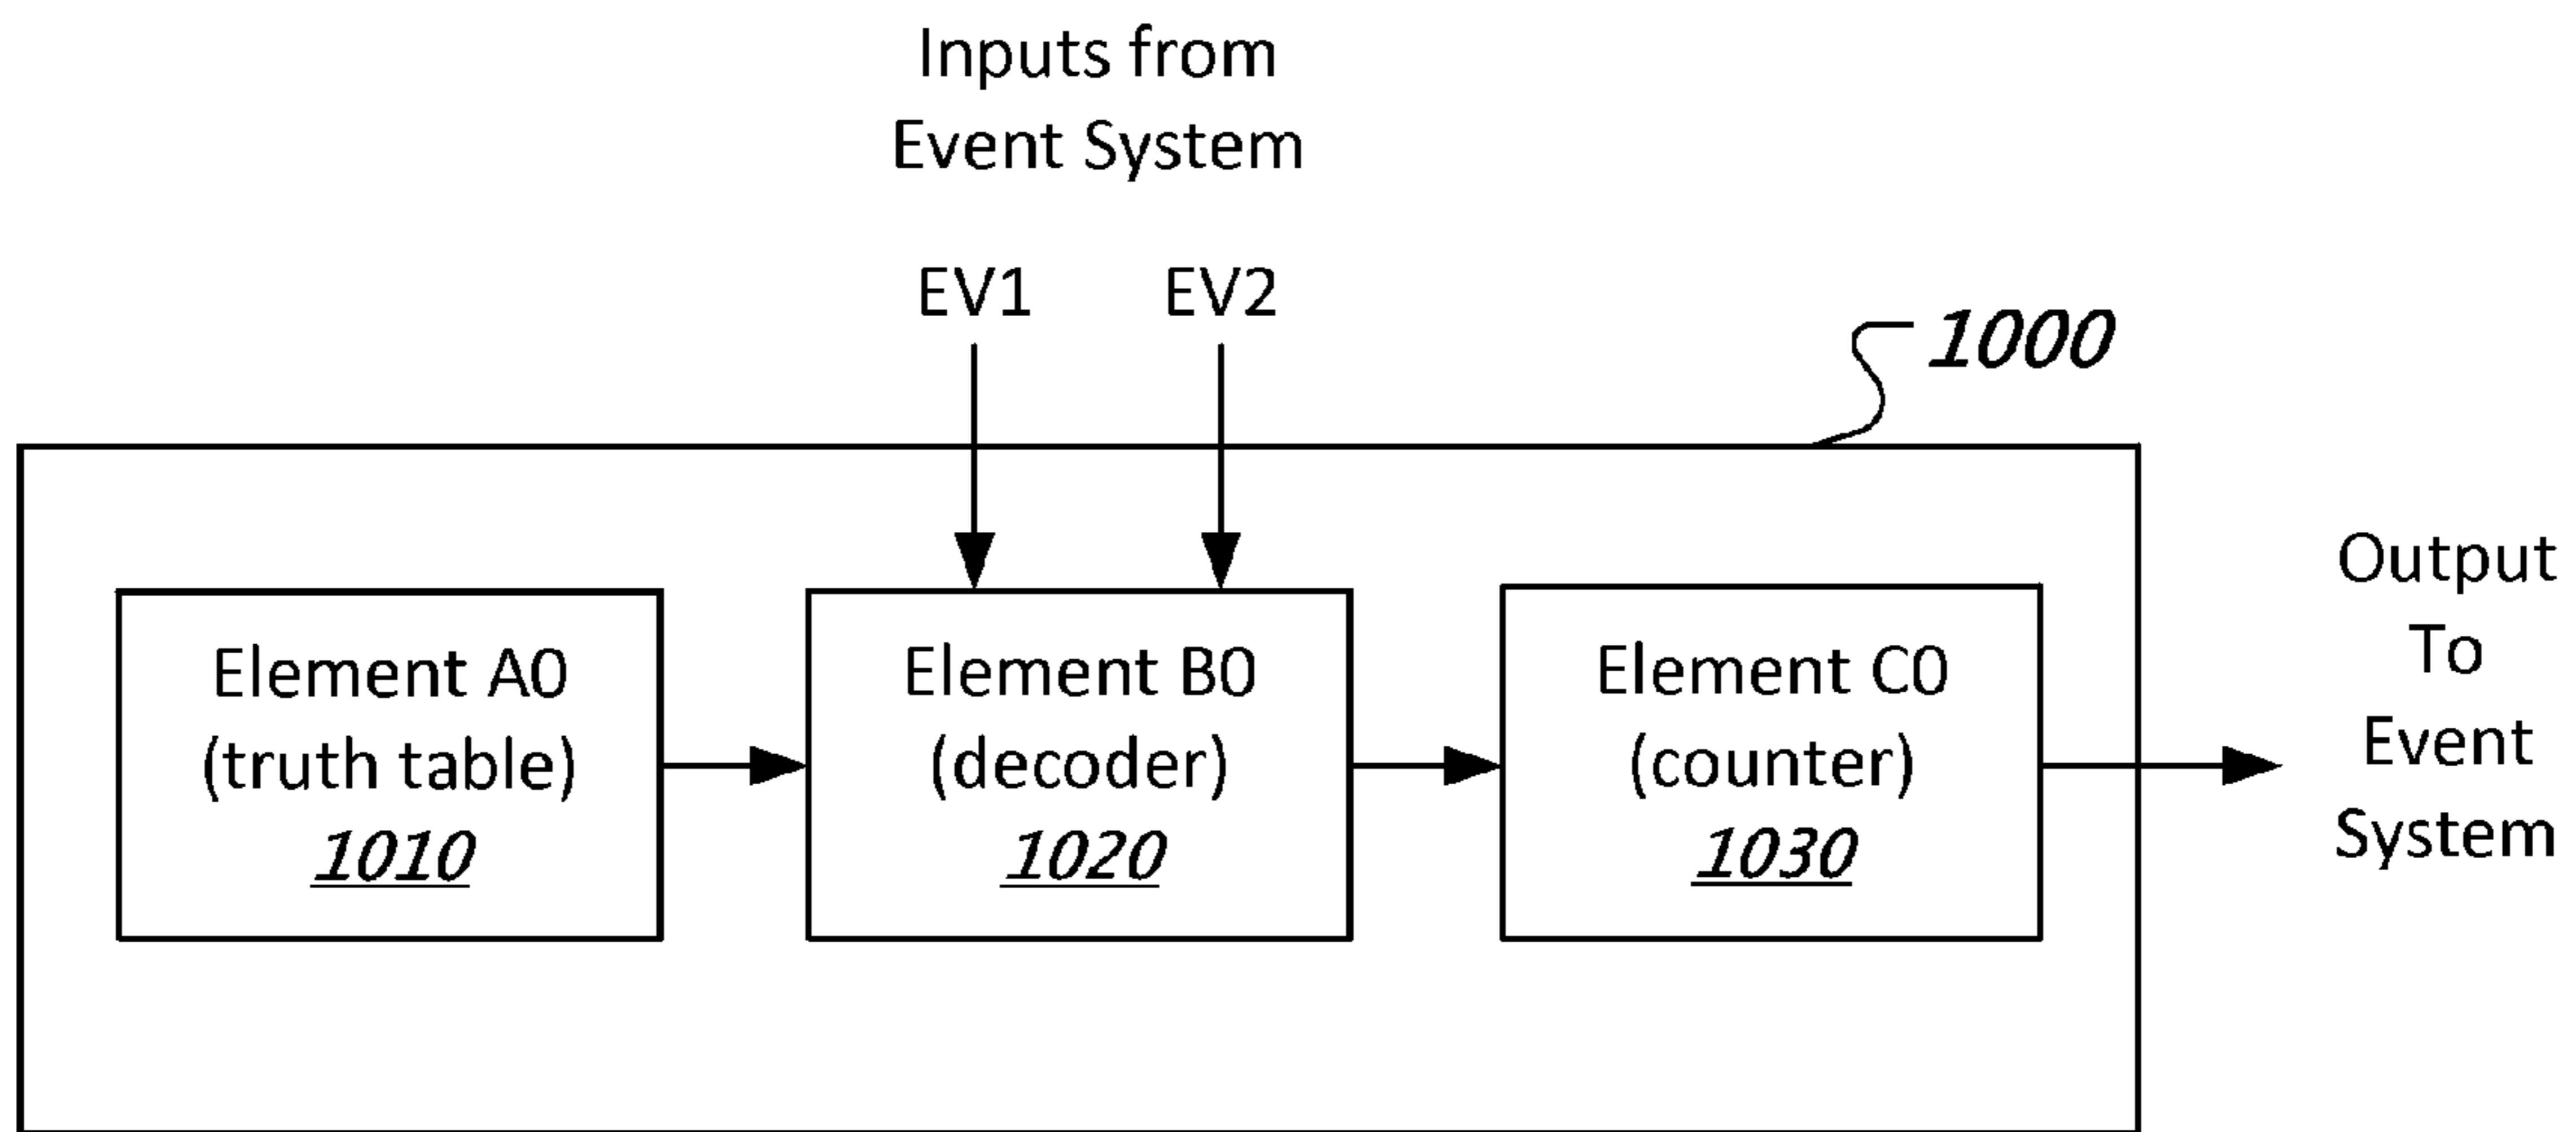 Inputs from
Event System
EV1 EV2
1000
Element A0
(truth table)
1010
Element B0
(decoder)
1020
Element C0
(counter)
1030
Output
To
Event
System